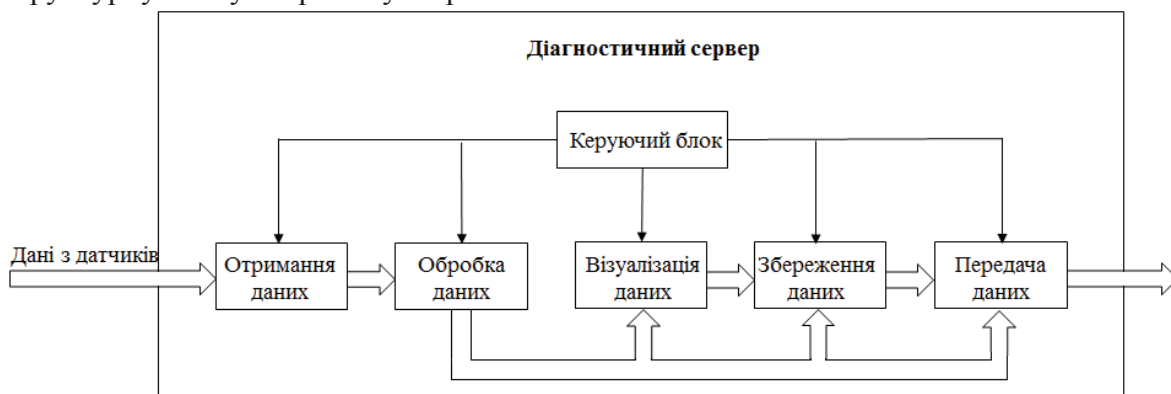 Діагностичний сервер
Керуючий блок
Дані з датчиків
Отримання
даних
Обробка
даних
Візуалізація
даних
Збереження
даних
Передача
даних